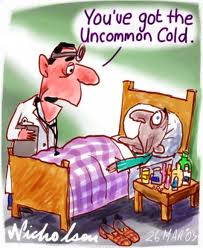 You've got the
Uncommon Cold.
Nicholson
26 MAR 05